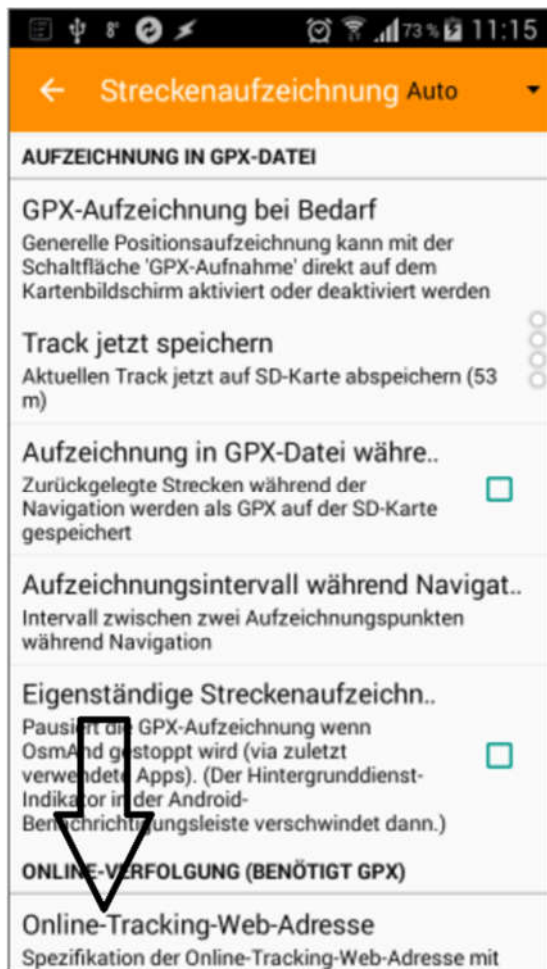 8° 73 % 11:15
Streckenaufzeichnung Auto
AUFZEICHNUNG IN GPX-DATEI
GPX-Aufzeichnung bei Bedarf
Generelle Positionsaufzeichnung kann mit der
Schaltfläche 'GPX-Aufnahme' direkt auf dem
Kartenbildschirm aktiviert oder deaktiviert werden
Track jetzt speichern
Aktuellen Track jetzt auf SD-Karte abspeichern (53
m)
Aufzeichnung in GPX-Datei währe..
Zurückgelegte Strecken während der
Navigation werden als GPX auf der SD-Karte
gespeichert
Aufzeichnungsintervall während Navigat..
Intervall zwischen zwei Aufzeichnungspunkten
während Navigation
Eigenständige Streckenaufzeichn..
Pausiert die GPX-Aufzeichnung wenn
OsmAnd gestoppt wird (via zuletzt
verwendete Apps). (Der Hintergrunddienst-
Indikator in der Android-
Benachrichtigungsleiste verschwindet dann.)
ONLINE-VERFOLGUNG (BENÖTIGT GPX)
Online-Tracking-Web-Adresse
Spezifikation der Online-Tracking-Web-Adresse mit